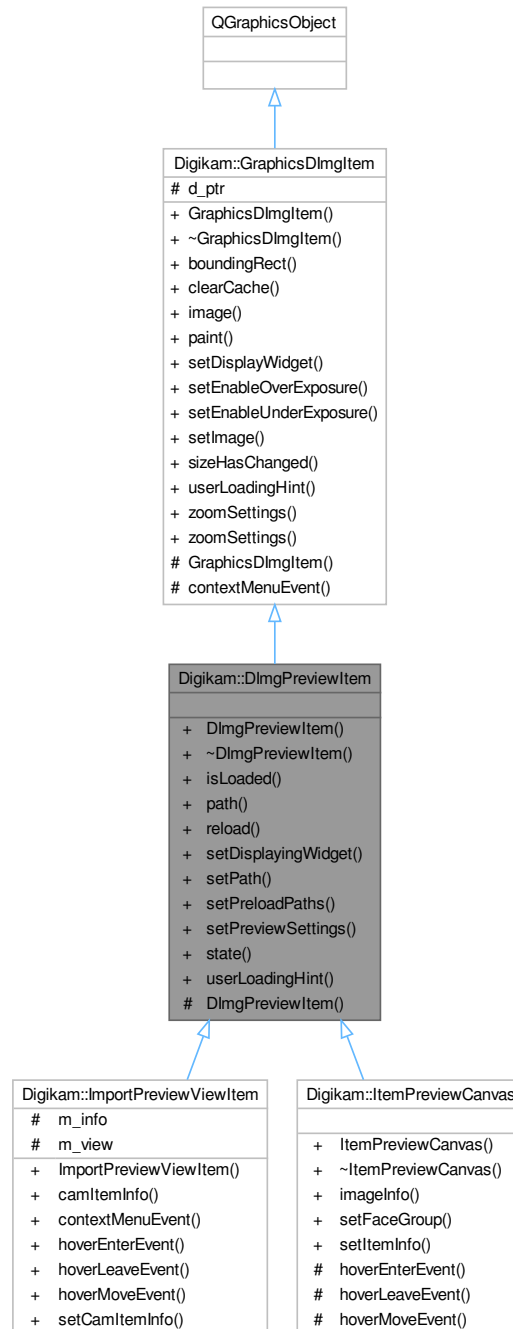 QGraphicsObject
Digikam::GraphicsDImgItem
# d_ptr
+ GraphicsDImgItem()
+ ~GraphicsDImgItem()
+ boundingRect()
+ clearCache()
+ image()
+ paint()
+ setDisplayWidget()
+ setEnableOverExposure()
+ setEnableUnderExposure()
+ setImage()
+ sizeHasChanged()
+ userLoadingHint()
+ zoomSettings()
+ zoomSettings()
# GraphicsDImgItem()
# contextMenuEvent()
Digikam::DImgPreviewItem
+ DImgPreviewItem()
+ ~DImgPreviewItem()
+ isLoaded()
+ path()
+ reload()
+ setDisplayingWidget()
+ setPath()
+ setPreloadPaths()
+ setPreviewSettings()
+ state()
+ userLoadingHint()
# DImgPreviewItem()
Digikam::ImportPreviewViewItem
# m_info
# m_view
+ ImportPreviewViewItem()
+ camItemInfo()
+ contextMenuEvent()
+ hoverEnterEvent()
+ hoverLeaveEvent()
+ hoverMoveEvent()
+ setCamItemInfo()
Digikam::ItemPreviewCanvas
+ ItemPreviewCanvas()
+ ~ItemPreviewCanvas()
+ imageInfo()
+ setFaceGroup()
+ setItemInfo()
# hoverEnterEvent()
# hoverLeaveEvent()
# hoverMoveEvent()